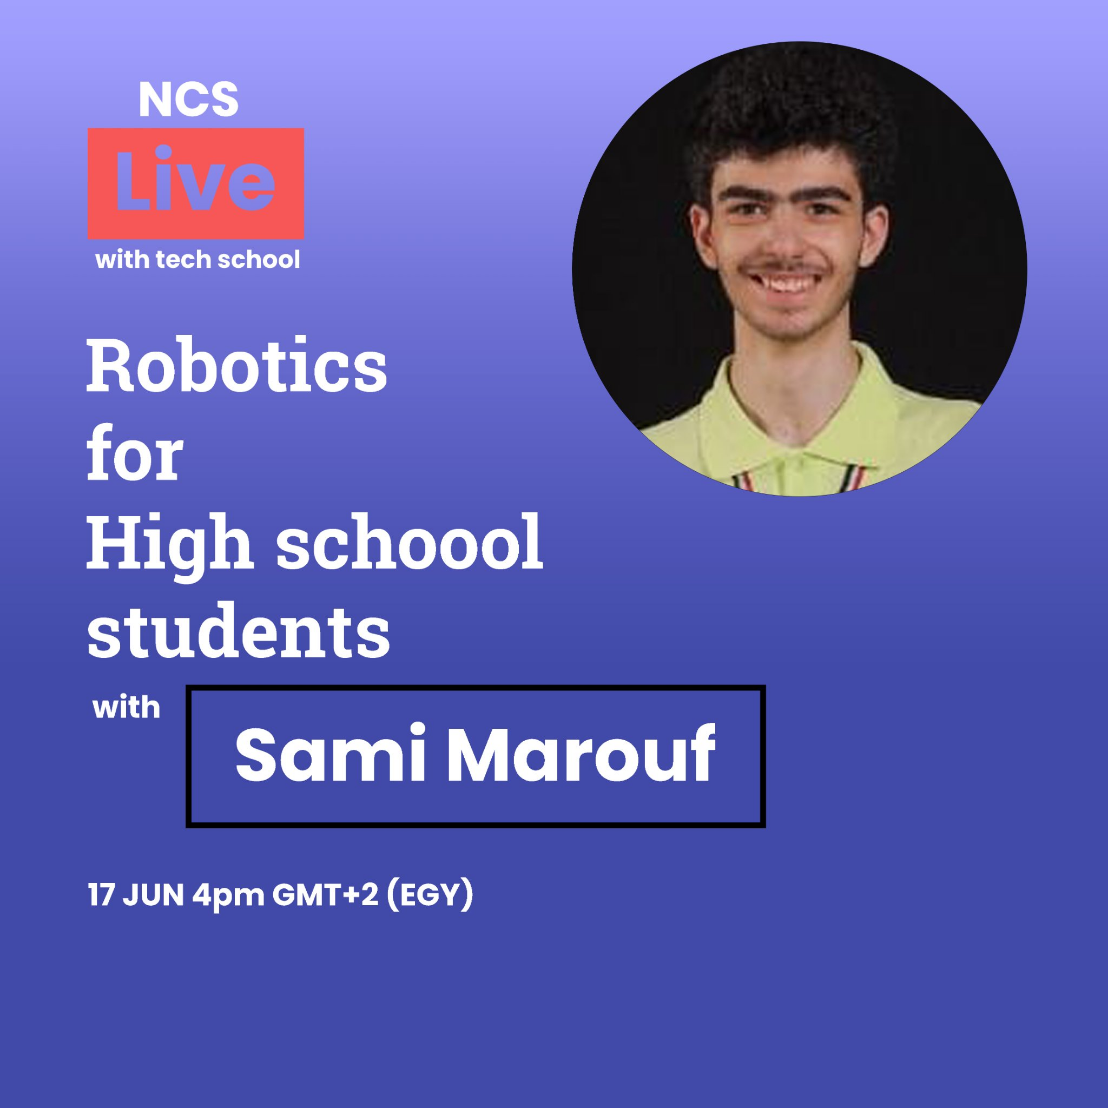 NCS
Live
with tech school
Robotics
for
High schoool
students
with
Sami Marouf
17 JUN 4pm GMT+2 (EGY)